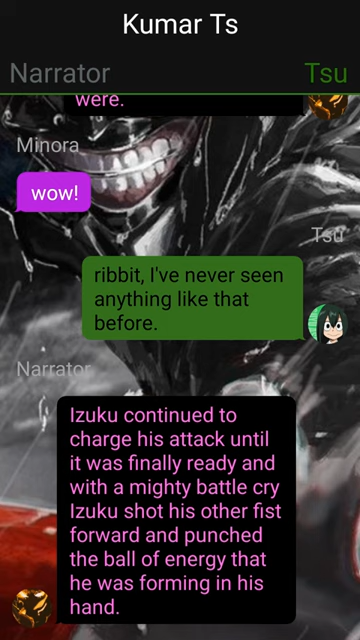 Kumar Ts
Narrator
Tsu
were.
Minora
wow!
Tsu
ribbit, I've never seen
anything like that
before.
Narrator
Izuku continued to
charge his attack until
it was finally ready and
with a mighty battle cry
Izuku shot his other fist
forward and punched
the ball of energy that
he was forming in his
hand.